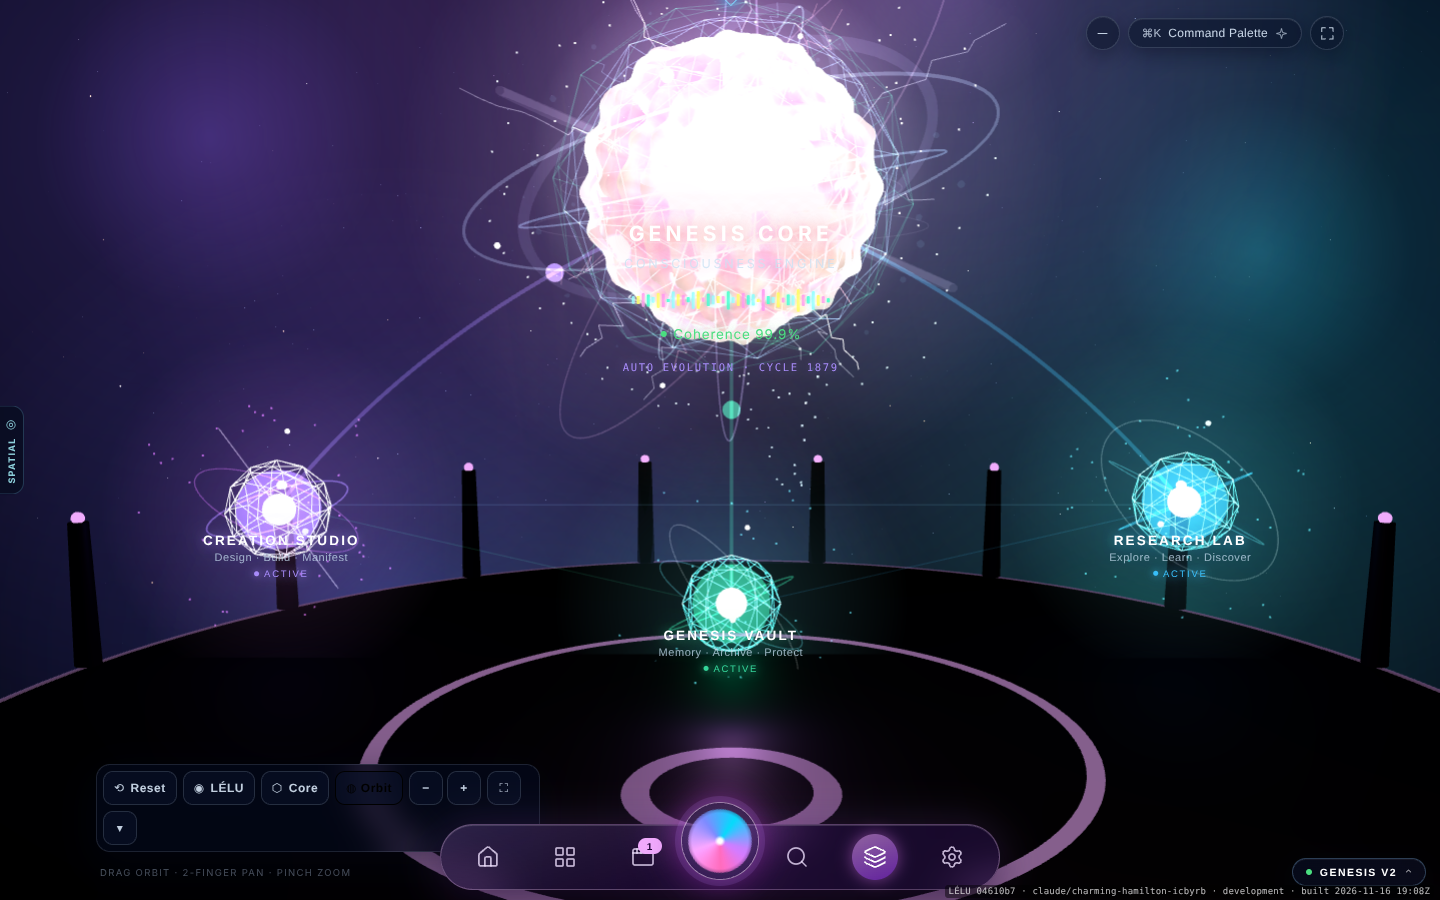 ⌘K Command Palette
GENESIS CORE
Coherence 99.9%
AUTO EVOLUTION · CYCLE 1879
SPATIAL
CREATION STUDIO
Design · Build · Manifest
ACTIVE
RESEARCH LAB
Explore · Learn · Discover
ACTIVE
GENESIS VAULT
Memory · Archive · Protect
ACTIVE
Reset LÉLU Core Orbit − +
1
DRAG ORBIT · 2-FINGER PAN · PINCH ZOOM
GENESIS V2
LÉLU 04610b7 · claude/charming-hamilton-icbyrb · development · built 2026-11-16 19:08Z